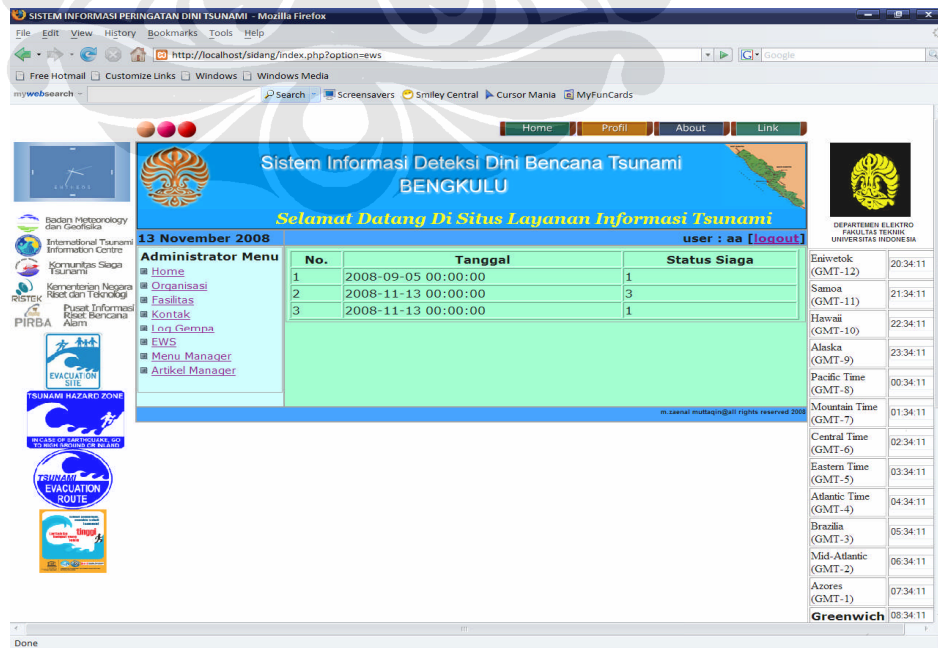 SISTEM INFORMASI PERINGATAN DINI TSUNAMI - Mozilla Firefox
File Edit View History Bookmarks Tools Help
http://localhost/sidang/index.php?option=ews
Google
Free Hotmail Customize Links Windows Windows Media
mywebsearch Search Screensavers Smiley Central Cursor Mania MyFunCards
Home Profil About Link
Sistem Informasi Deteksi Dini Bencana Tsunami
BENGKULU
Selamat Datang Di Situs Layanan Informasi Tsunami
13 November 2008 user : aa [logout]
Badan Meteorology
dan Geofisika
International Tsunami
Information Centre
Komunitas Siaga
Tsunami
RISTEK
Kementerian Negara
Riset dan Teknologi
PIRBA
Pusat Informasi
Riset Bencana
Alam
EVACUATION
SITE
TSUNAMI HAZARD ZONE
IN CASE OF EARTHQUAKE, GO
TO HIGH GROUND OR INLAND
TSUNAMI
EVACUATION
ROUTE
tinggi
Administrator Menu
Home
Organisasi
Fasilitas
Kontak
Log Gempa
EWS
Menu Manager
Artikel Manager
No. Tanggal Status Siaga
1 2008-09-05 00:00:00 1
2 2008-11-13 00:00:00 3
3 2008-11-13 00:00:00 1
m.zaenal muttaqin@all rights reserved 2008
DEPARTEMEN ELEKTRO
FAKULTAS TEKNIK
UNIVERSITAS INDONESIA
Eniwetok
(GMT-12) 20:34:11
Samoa
(GMT-11) 21:34:11
Hawaii
(GMT-10) 22:34:11
Alaska
(GMT-9) 23:34:11
Pacific Time
(GMT-8) 00:34:11
Mountain Time
(GMT-7) 01:34:11
Central Time
(GMT-6) 02:34:11
Eastern Time
(GMT-5) 03:34:11
Atlantic Time
(GMT-4) 04:34:11
Brazilia
(GMT-3) 05:34:11
Mid-Atlantic
(GMT-2) 06:34:11
Azores
(GMT-1) 07:34:11
Greenwich 08:34:11
Done